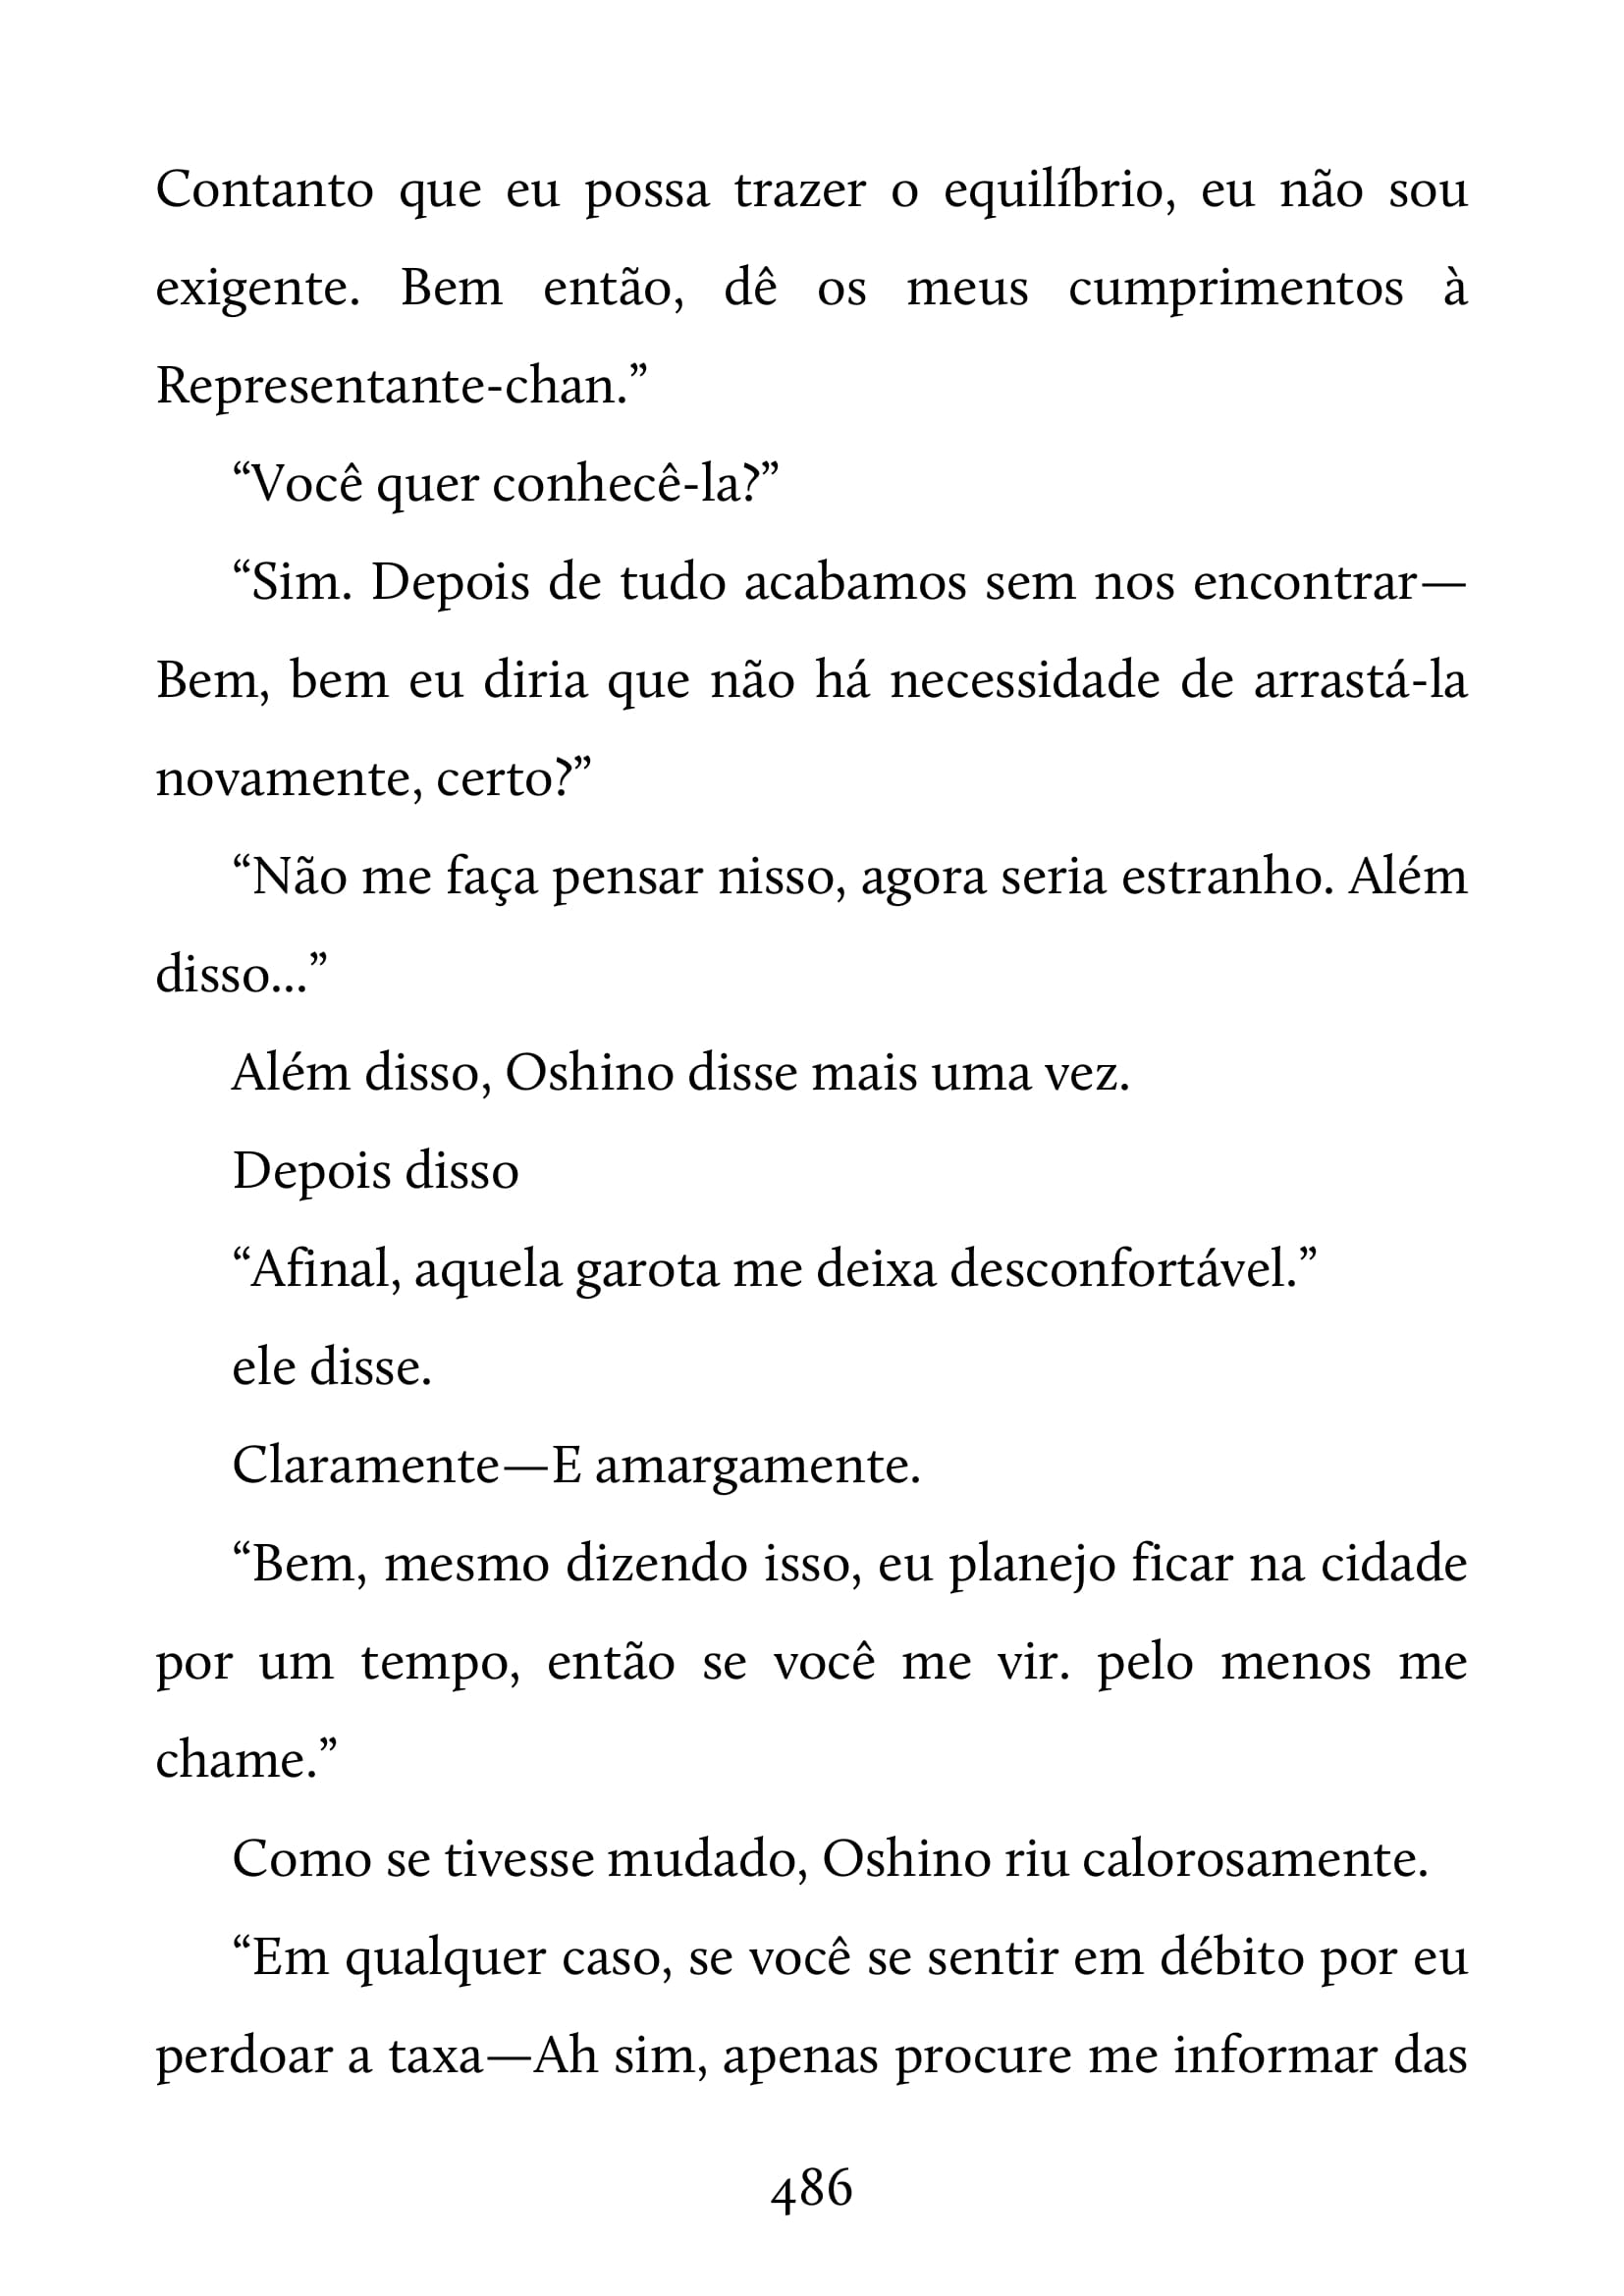 Contanto que eu possa trazer o equilíbrio, eu não sou
exigente. Bem então, dê os meus cumprimentos à
Representante-chan.”
“Você quer conhecê-la?”
“Sim. Depois de tudo acabamos sem nos encontrar—
Bem, bem eu diria que não há necessidade de arrastá-la
novamente, certo?”
“Não me faça pensar nisso, agora seria estranho. Além
disso...”
Além disso, Oshino disse mais uma vez.
Depois disso
“Afinal, aquela garota me deixa desconfortável.”
ele disse.
Claramente—E amargamente.
“Bem, mesmo dizendo isso, eu planejo ficar na cidade
por um tempo, então se você me vir. pelo menos me
chame.”
Como se tivesse mudado, Oshino riu calorosamente.
“Em qualquer caso, se você se sentir em débito por eu
perdoar a taxa—Ah sim, apenas procure me informar das
486